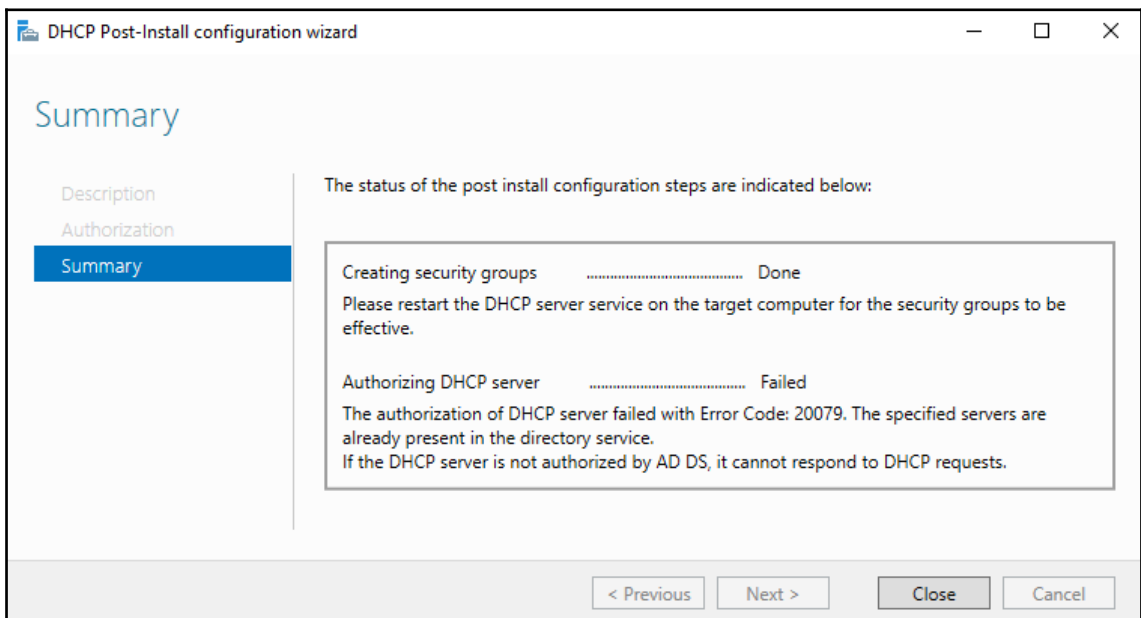 DHCP Post-Install configuration wizard
Summary
Description
Authorization
Summary
The status of the post install configuration steps are indicated below:
Creating security groups ........................................... Done
Please restart the DHCP server service on the target computer for the security groups to be
effective.
Authorizing DHCP server ........................................... Failed
The authorization of DHCP server failed with Error Code: 20079. The specified servers are
already present in the directory service.
If the DHCP server is not authorized by AD DS, it cannot respond to DHCP requests.
< Previous Next > Close Cancel